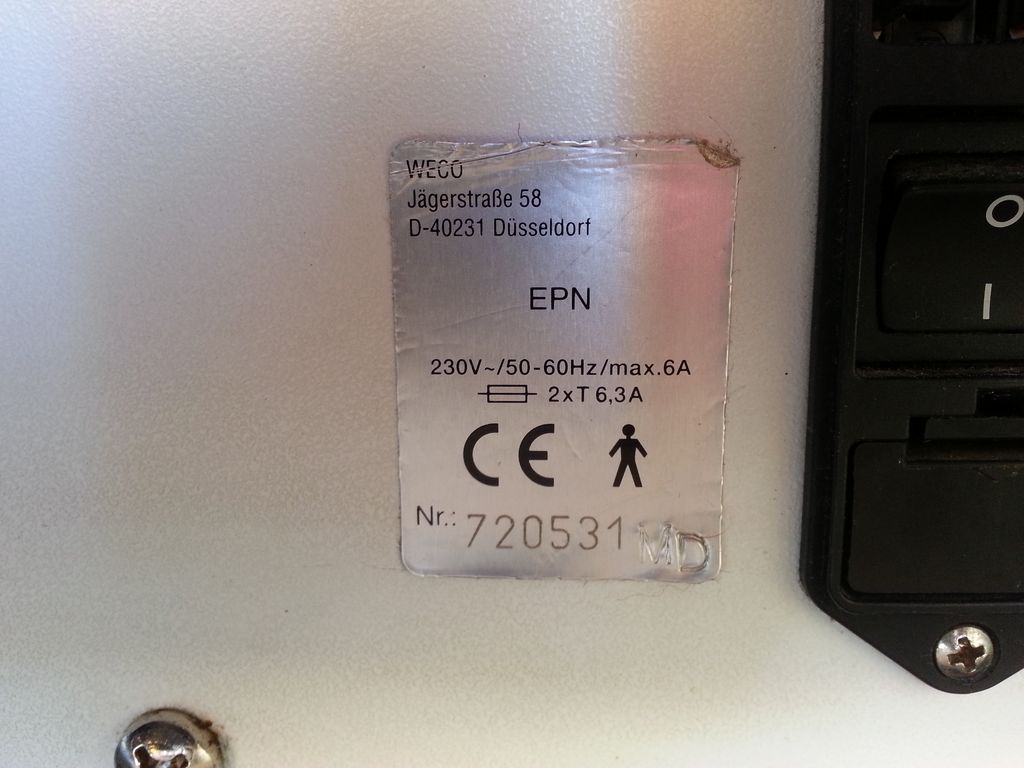 WECO
Jägerstraße 58
D-40231 Düsseldorf
EPN
230V~/50-60Hz/max.6A
2xT 6,3A
CE
Nr.: 720531 MD
O
I